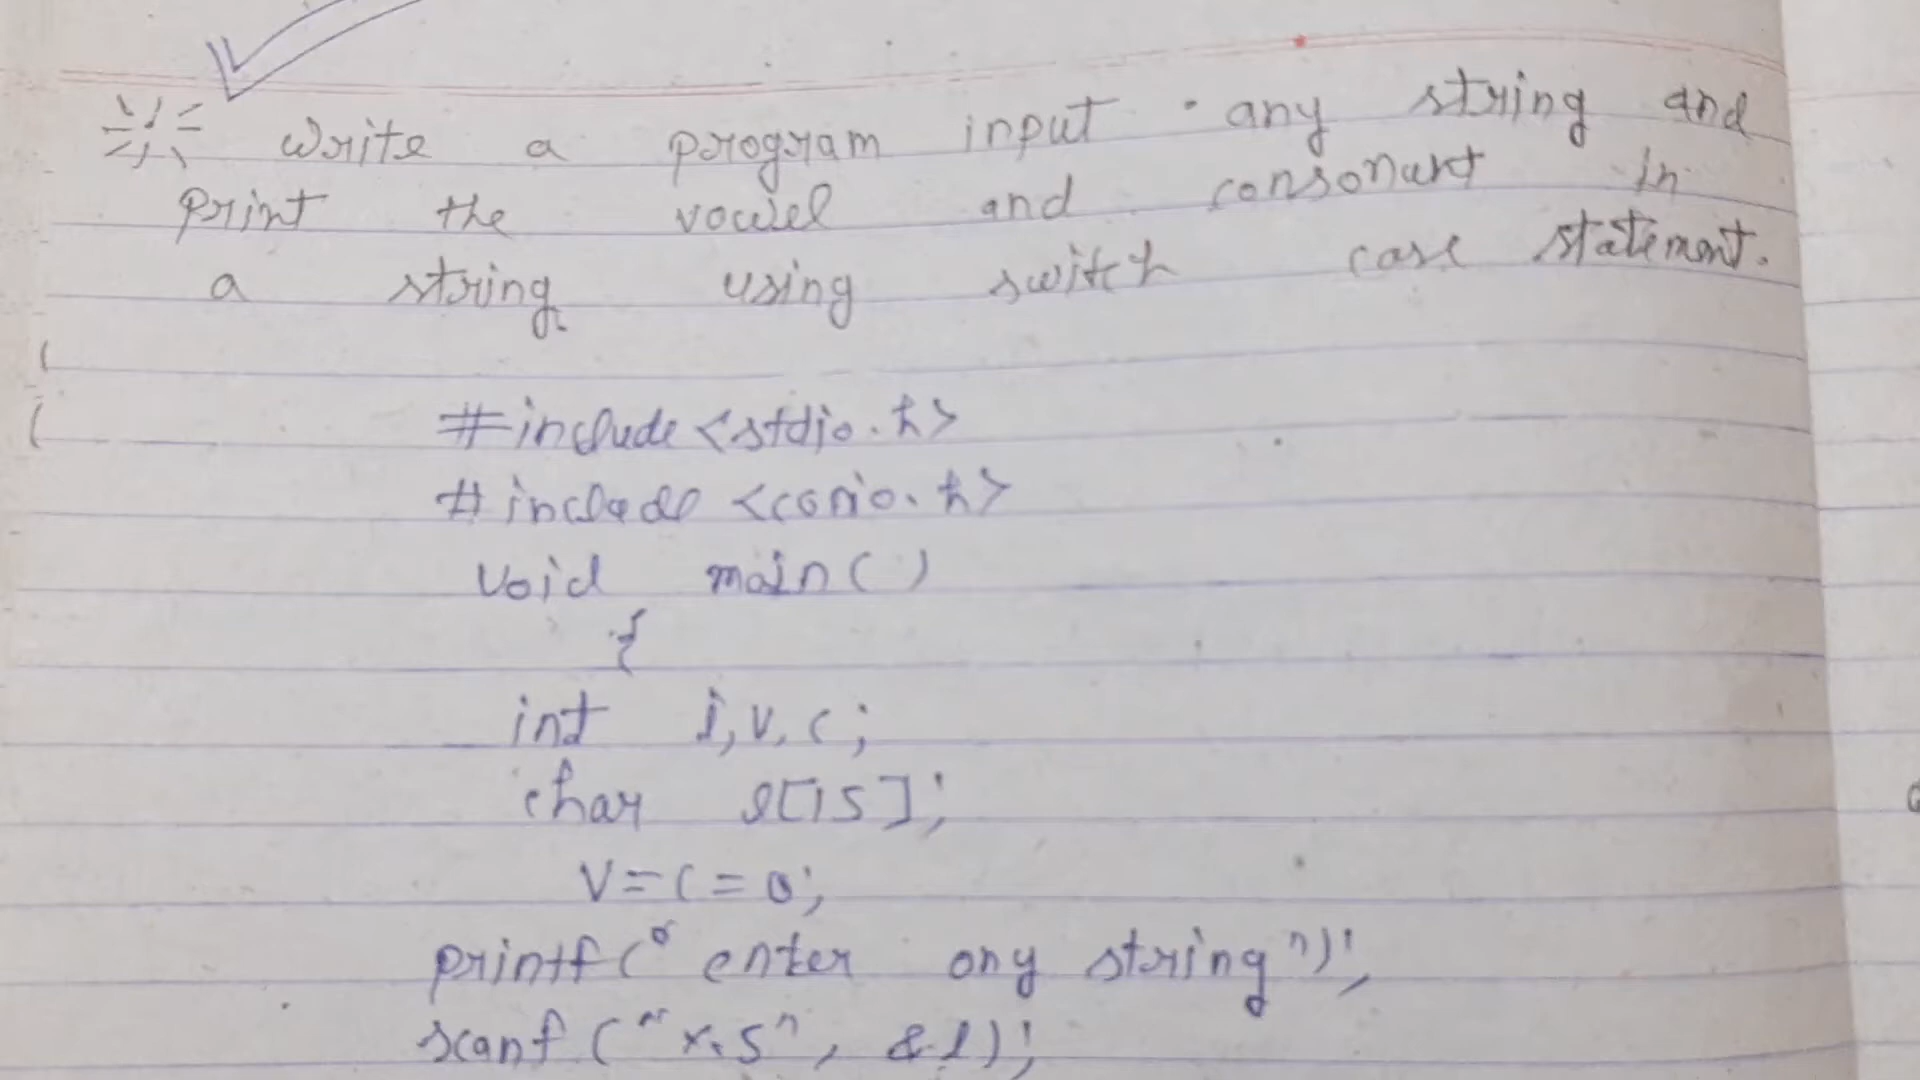 Write a program input any string and
print the vowel and consonant in
a string using switch case statement.
#include <stdio.h>
#include <conio.h>
void main()
{
int i, v, c;
char s[15];
v=c=0;
printf(" enter any string");
scanf("%s", &s);